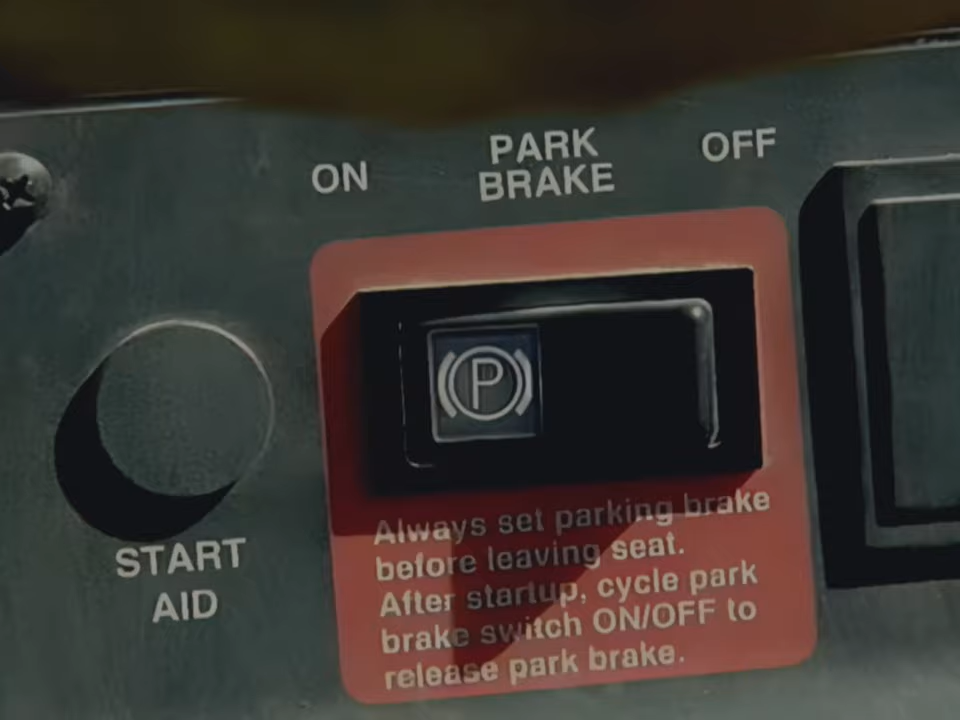 ON
PARK
BRAKE
OFF
P
START
AID
Always set parking brake
before leaving seat.
After startup, cycle park
brake switch ON/OFF to
release park brake.